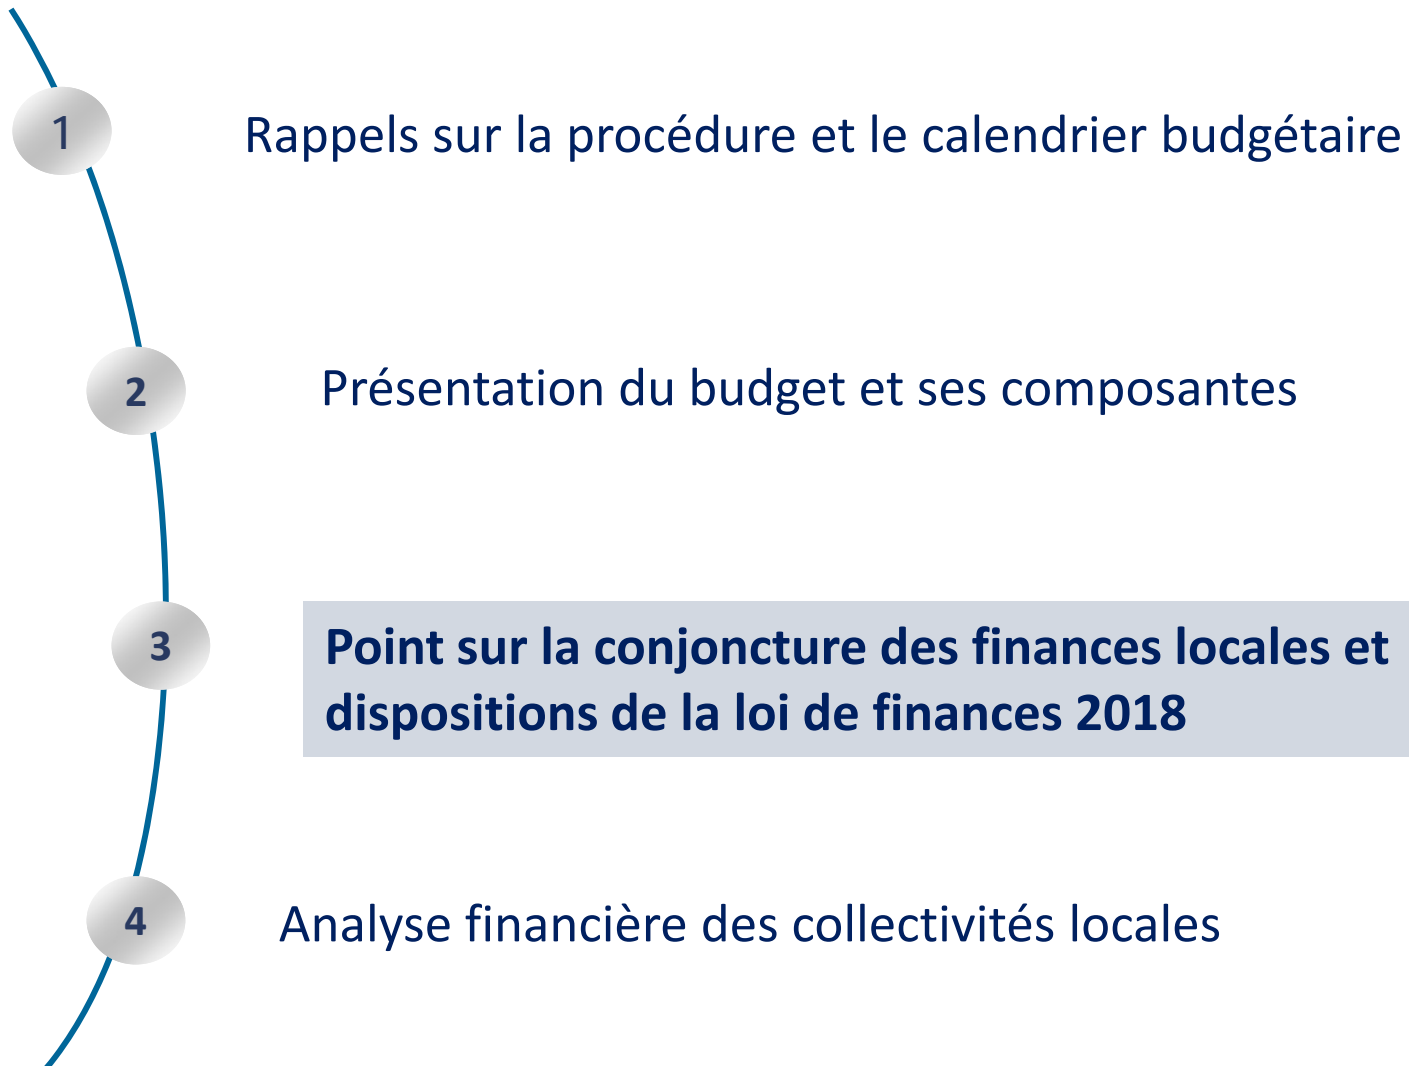 1
Rappels sur la procédure et le calendrier budgétaire
2
Présentation du budget et ses composantes
3
Point sur la conjoncture des finances locales et
dispositions de la loi de finances 2018
4
Analyse financière des collectivités locales